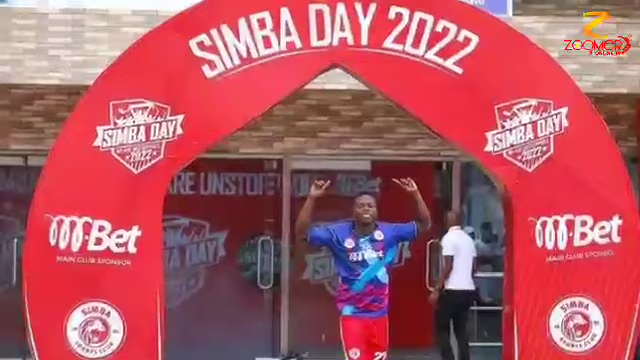 SIMBA DAY 2022
Z
ZOOMER
SIMBA DAY
2022
SIMBA DAY
2022
ARE UNSTO
M-Bet
MAIN CLUB SPONSOR
M-Bet
MAIN CLUB SPONSOR
SIMBA
SPORTS CLUB
SIMBA
SPORTS CLUB